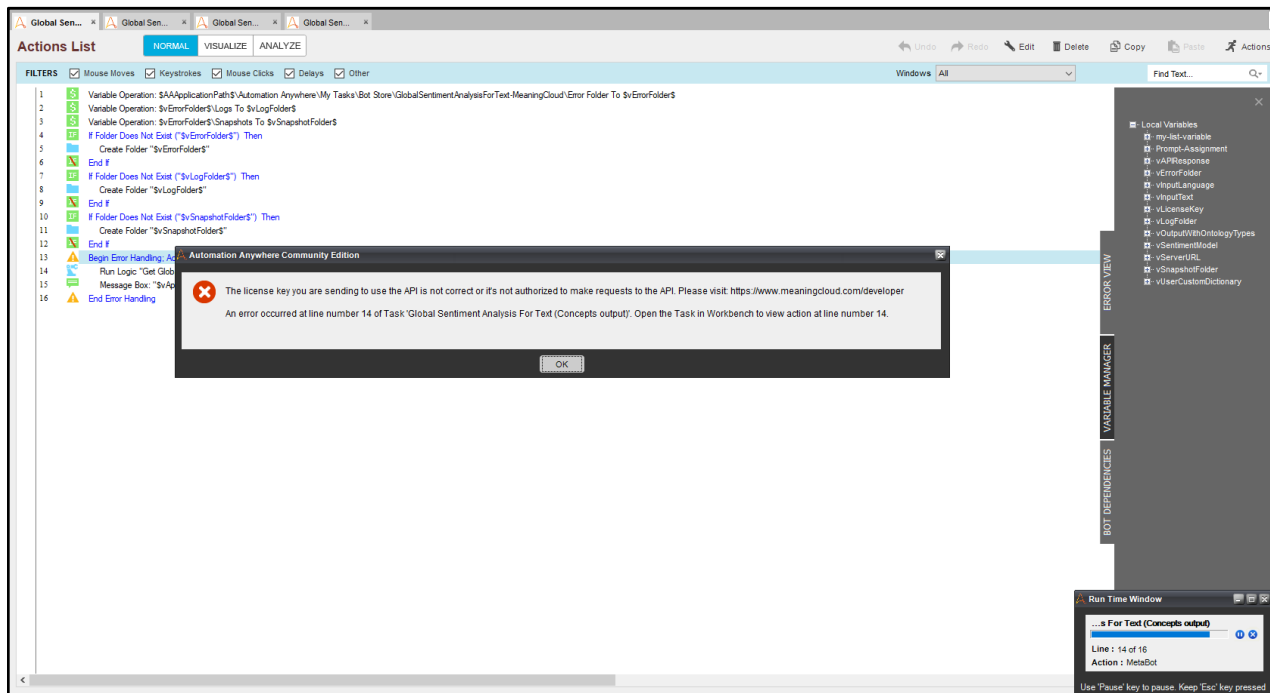 Global Sen... × Global Sen... × Global Sen... × Global Sen... ×
Actions List NORMAL VISUALIZE ANALYZE Undo Redo Edit Delete Copy Paste Actions
FILTERS Mouse Moves Keystrokes Mouse Clicks Delays Other Windows All Find Text...
1 Variable Operation: $AAApplicationPath$\Automation Anywhere\My Tasks\Bot Store\GlobalSentimentAnalysisForText-MeaningCloud\Error Folder To $vErrorFolder$
2 Variable Operation: $vErrorFolder$\Logs To $vLogFolder$
3 Variable Operation: $vErrorFolder$\Snapshots To $vSnapshotFolder$
4 IF If Folder Does Not Exist ("$vErrorFolder$") Then
5 Create Folder "$vErrorFolder$"
6 End If
7 IF If Folder Does Not Exist ("$vLogFolder$") Then
8 Create Folder "$vLogFolder$"
9 End If
10 IF If Folder Does Not Exist ("$vSnapshotFolder$") Then
11 Create Folder "$vSnapshotFolder$"
12 End If
13 Begin Error Handling; Ac
14 Run Logic "Get Glob
15 Message Box: "$vAp
16 End Error Handling
Automation Anywhere Community Edition
The license key you are sending to use the API is not correct or it's not authorized to make requests to the API. Please visit: https://www.meaningcloud.com/developer
An error occurred at line number 14 of Task 'Global Sentiment Analysis For Text (Concepts output)'. Open the Task in Workbench to view action at line number 14.
OK
ERROR VIEW
VARIABLE MANAGER
BOT DEPENDENCIES
Local Variables
my-list-variable
Prompt-Assignment
vAPIResponse
vErrorFolder
vInputLanguage
vInputText
vLicenseKey
vLogFolder
vOutputWithOntologyTypes
vSentimentModel
vServerURL
vSnapshotFolder
vUserCustomDictionary
Run Time Window
...s For Text (Concepts output)
Line : 14 of 16
Action : MetaBot
Use 'Pause' key to pause. Keep 'Esc' key pressed